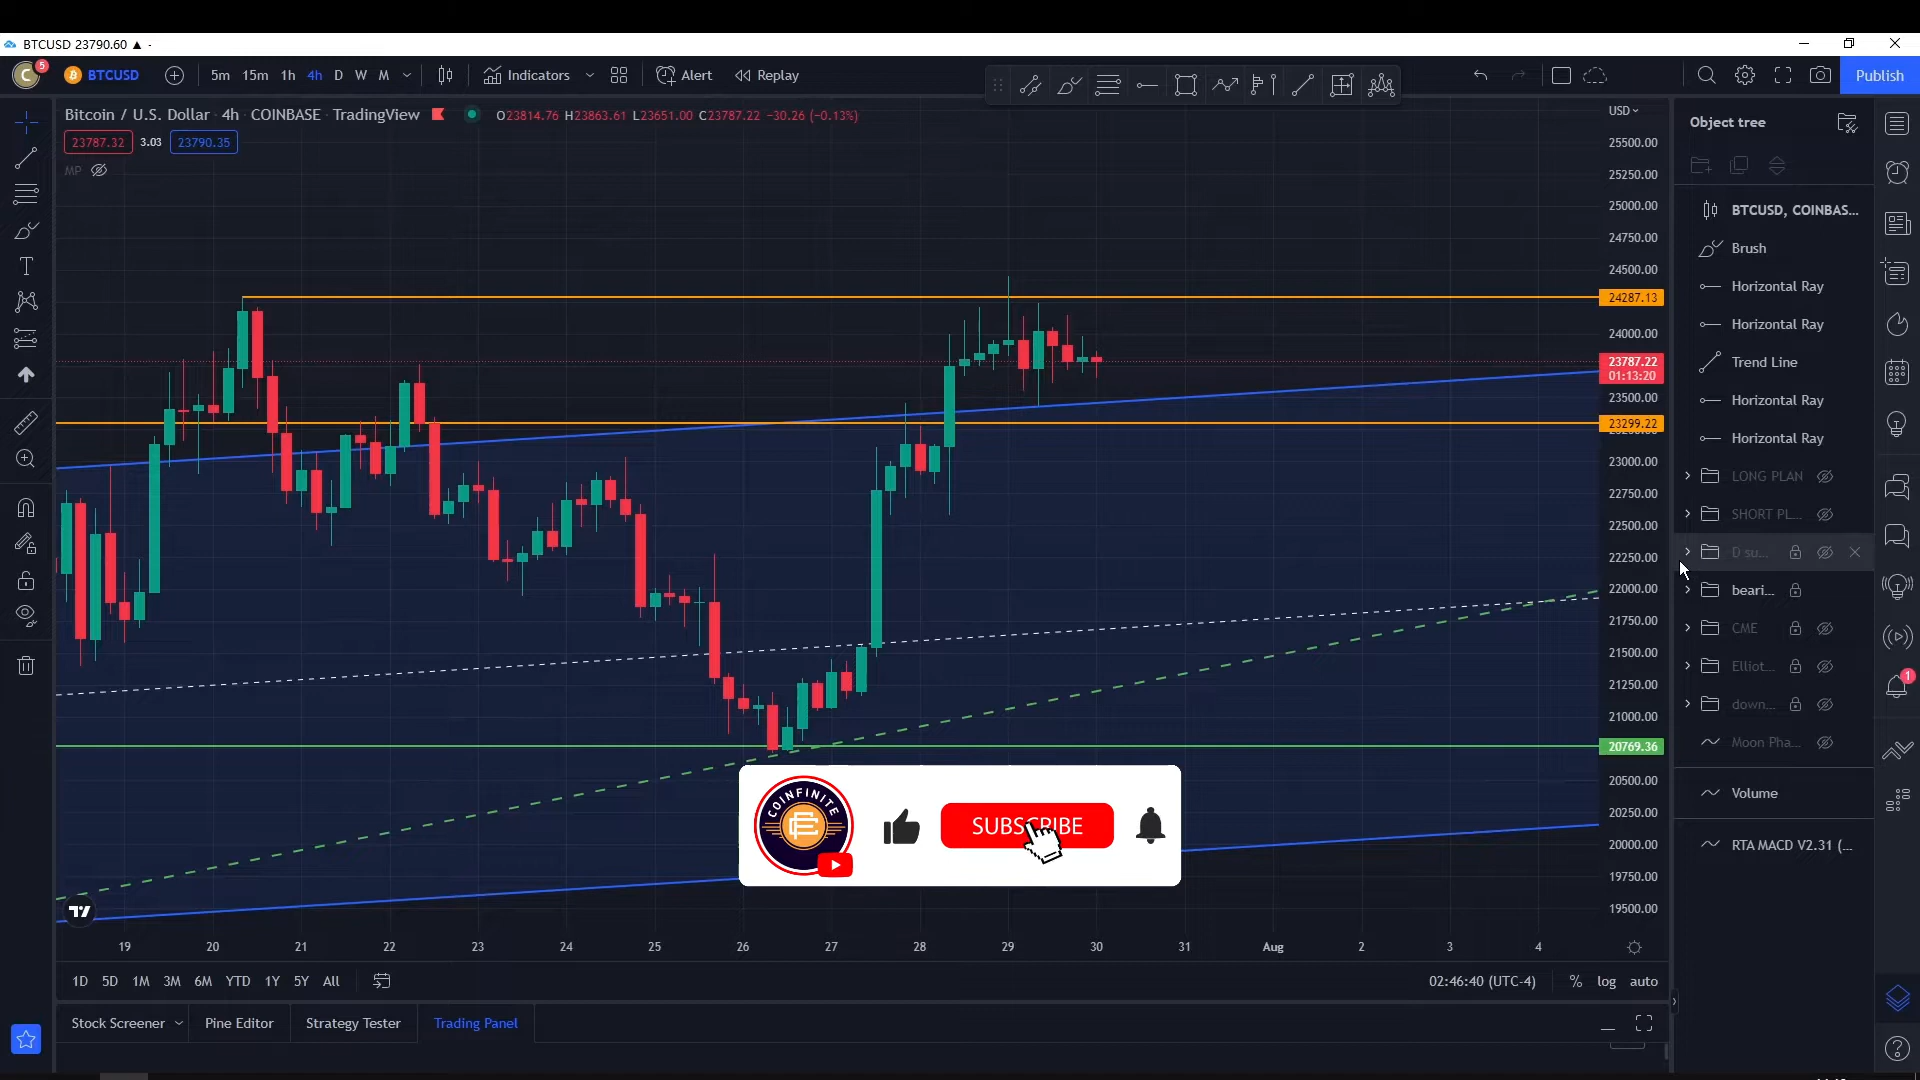 BTCUSD 23790.60 ▲ -
C 5 BTCUSD 5m 15m 1h 4h D W M Indicators Alert Replay Publish
Bitcoin / U.S. Dollar · 4h · COINBASE · TradingView O23814.76 H23863.61 L23651.00 C23787.22 -30.26 (-0.13%)
23787.32 3.03 23790.35
MP
USD
25500.00
25250.00
25000.00
24750.00
24500.00
24287.13
24000.00
23787.22
01:13:20
23500.00
23299.22
23000.00
22750.00
22500.00
22250.00
22000.00
21750.00
21500.00
21250.00
21000.00
20769.36
20500.00
20250.00
20000.00
19750.00
19500.00
Object tree
BTCUSD, COINBAS...
Brush
Horizontal Ray
Horizontal Ray
Trend Line
Horizontal Ray
Horizontal Ray
LONG PLAN
SHORT PL...
D su...
beari...
CME
Elliot...
down...
Moon Pha...
Volume
RTA MACD V2.31 (...
1
COINFINITE
SUBSCRIBE
19 20 21 22 23 24 25 26 27 28 29 30 31 Aug 2 3 4
1D 5D 1M 3M 6M YTD 1Y 5Y All 02:46:40 (UTC-4) % log auto
Stock Screener Pine Editor Strategy Tester Trading Panel